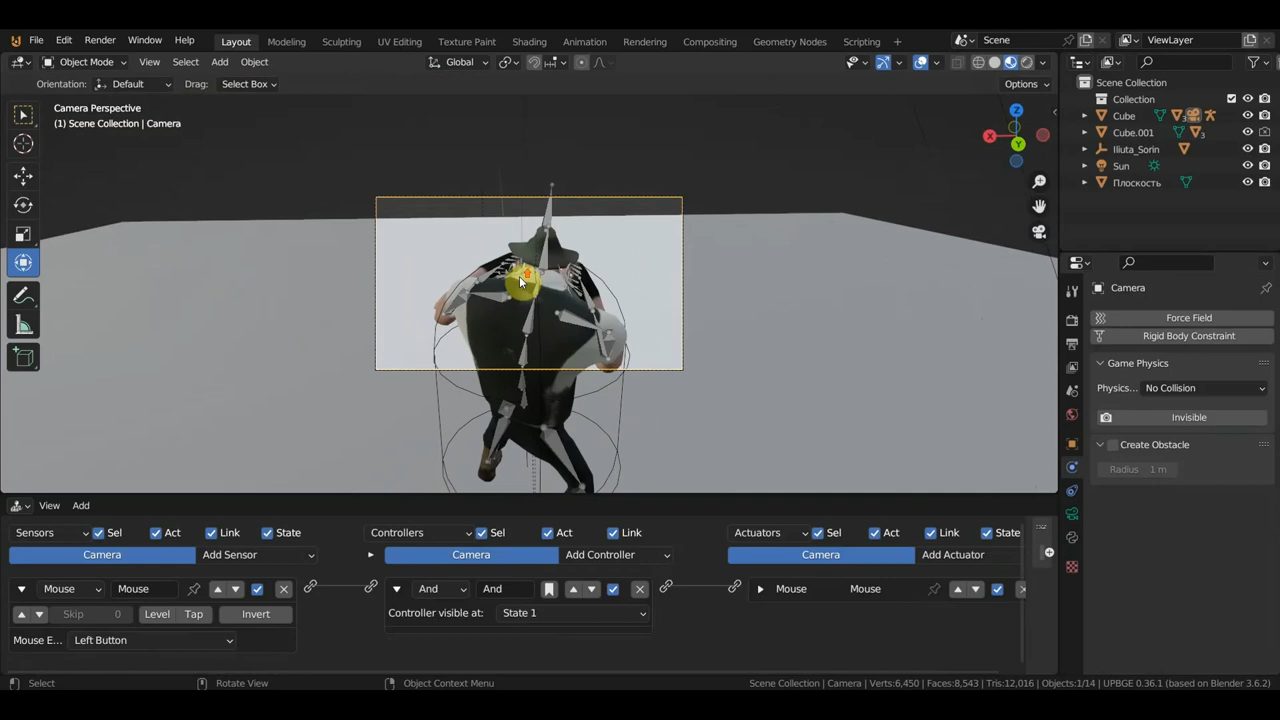 File Edit Render Window Help Layout Modeling Sculpting UV Editing Texture Paint Shading Animation Rendering Compositing Geometry Nodes Scripting + Scene ViewLayer
Object Mode View Select Add Object Global
Orientation: Default Drag: Select Box Options
Camera Perspective
(1) Scene Collection | Camera
Z
X
Y
Scene Collection
Collection
Cube
Cube.001
Iliuta_Sorin
Sun
Плоскость
Camera
Force Field
Rigid Body Constraint
Game Physics
Physics... No Collision
Invisible
Create Obstacle
Radius 1 m
View Add
Sensors Sel Act Link State Controllers Sel Act Link Actuators Sel Act Link State
Camera Add Sensor Camera Add Controller Camera Add Actuator
Mouse Mouse And And Mouse Mouse
Skip 0 Level Tap Invert Controller visible at: State 1
Mouse E... Left Button
Select Rotate View Object Context Menu Scene Collection | Camera | Verts:6,450 | Faces:8,543 | Tris:12,016 | Objects:1/14 | UPBGE 0.36.1 (based on Blender 3.6.2)